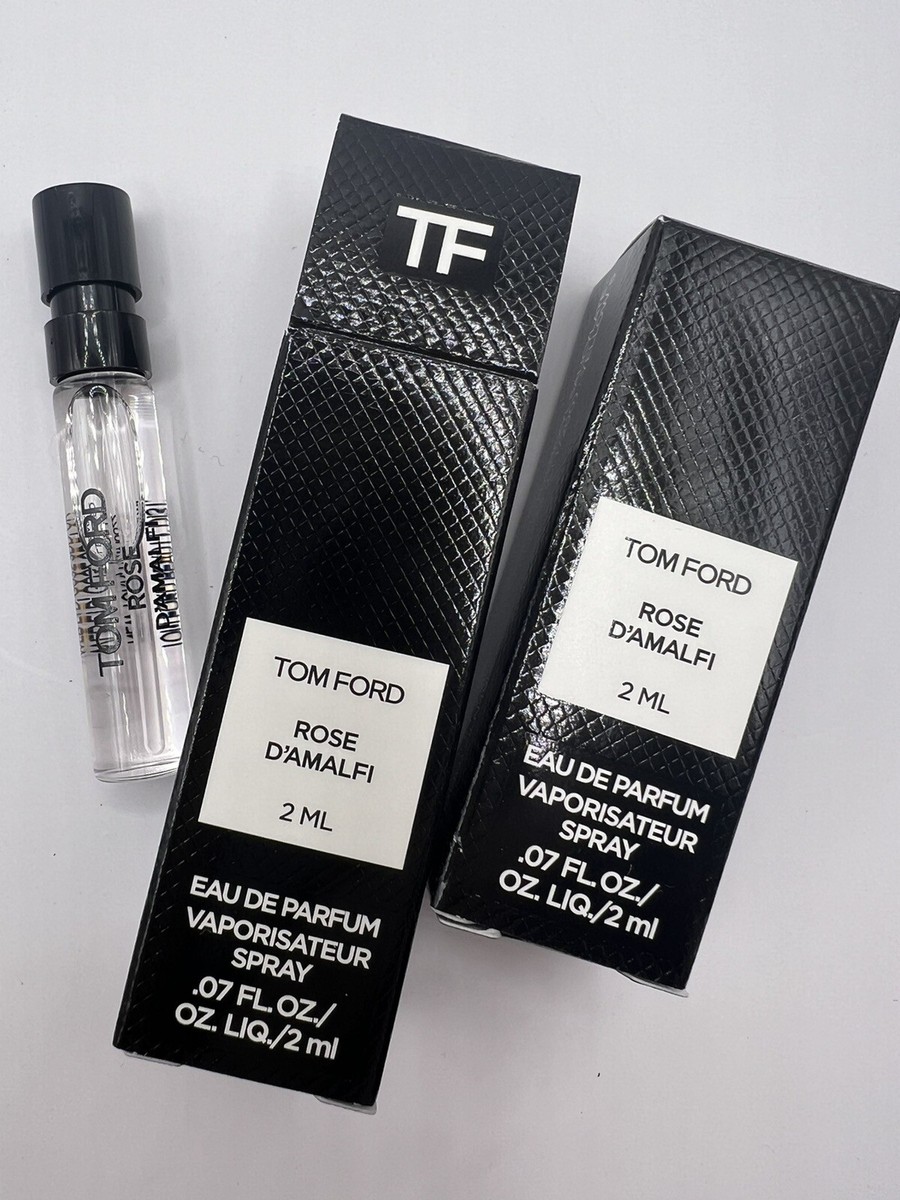 TOM FORD
ROSE
D'AMALFI
TF
TOM FORD
ROSE
D'AMALFI
2 ML
EAU DE PARFUM
VAPORISATEUR
SPRAY
.07 FL. OZ./
OZ. LIQ./2 ml
TOM FORD
ROSE
D'AMALFI
2 ML
EAU DE PARFUM
VAPORISATEUR
SPRAY
.07 FL. OZ./
OZ. LIQ./2 ml